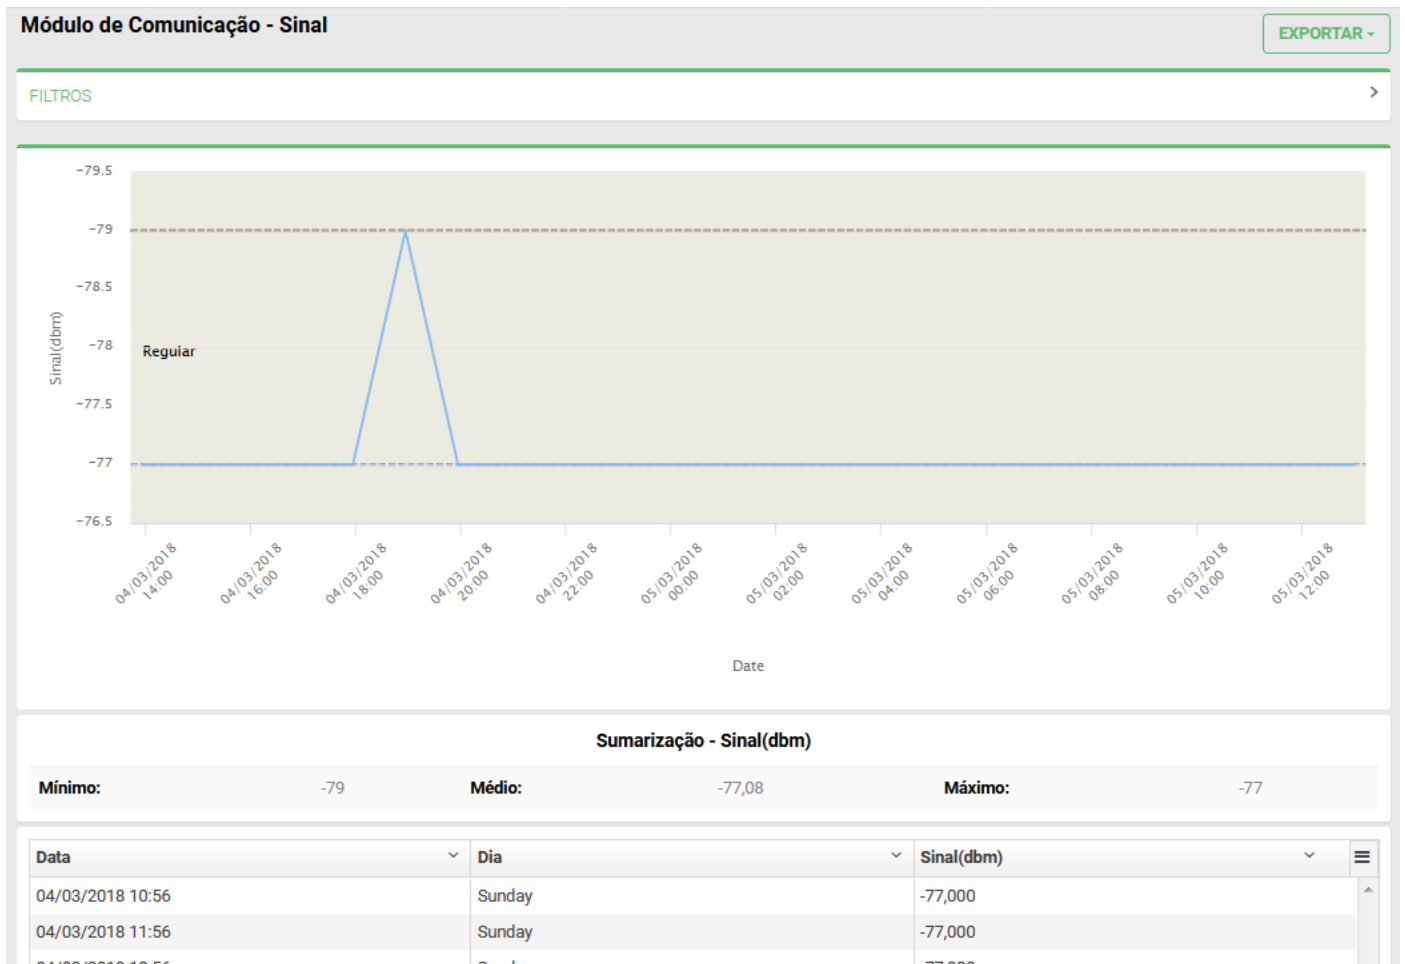 Módulo de Comunicação - Sinal
EXPORTAR
FILTROS
-79.5
-79
-78.5
-78
-77.5
-77
-76.5
Sinal(dbm)
Regular
04/03/2018 14:00
04/03/2018 16:00
04/03/2018 18:00
04/03/2018 20:00
04/03/2018 22:00
05/03/2018 00:00
05/03/2018 02:00
05/03/2018 04:00
05/03/2018 06:00
05/03/2018 08:00
05/03/2018 10:00
05/03/2018 12:00
Date
Sumarização - Sinal(dbm)
Mínimo: -79 Médio: -77,08 Máximo: -77
Data Dia Sinal(dbm)
04/03/2018 10:56 Sunday -77,000
04/03/2018 11:56 Sunday -77,000